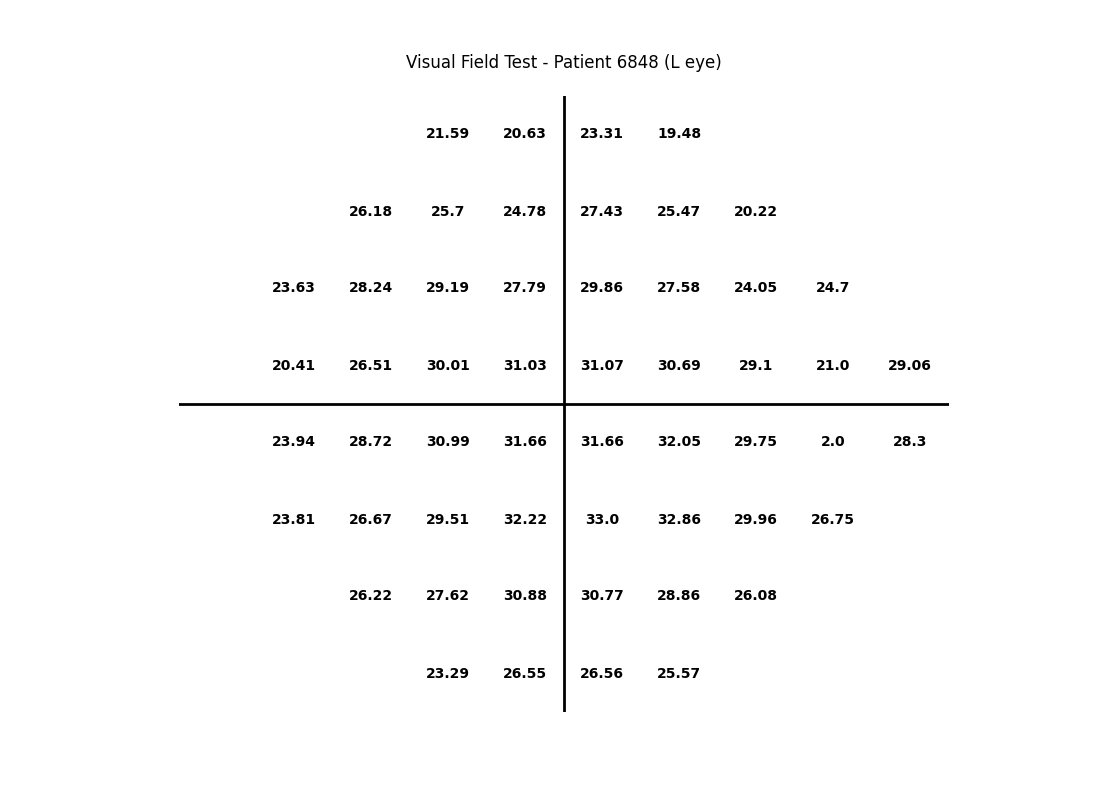 Visual Field Test - Patient 6848 (L eye)
21.59 20.63 23.31 19.48
26.18 25.7 24.78 27.43 25.47 20.22
23.63 28.24 29.19 27.79 29.86 27.58 24.05 24.7
20.41 26.51 30.01 31.03 31.07 30.69 29.1 21.0 29.06
23.94 28.72 30.99 31.66 31.66 32.05 29.75 2.0 28.3
23.81 26.67 29.51 32.22 33.0 32.86 29.96 26.75
26.22 27.62 30.88 30.77 28.86 26.08
23.29 26.55 26.56 25.57